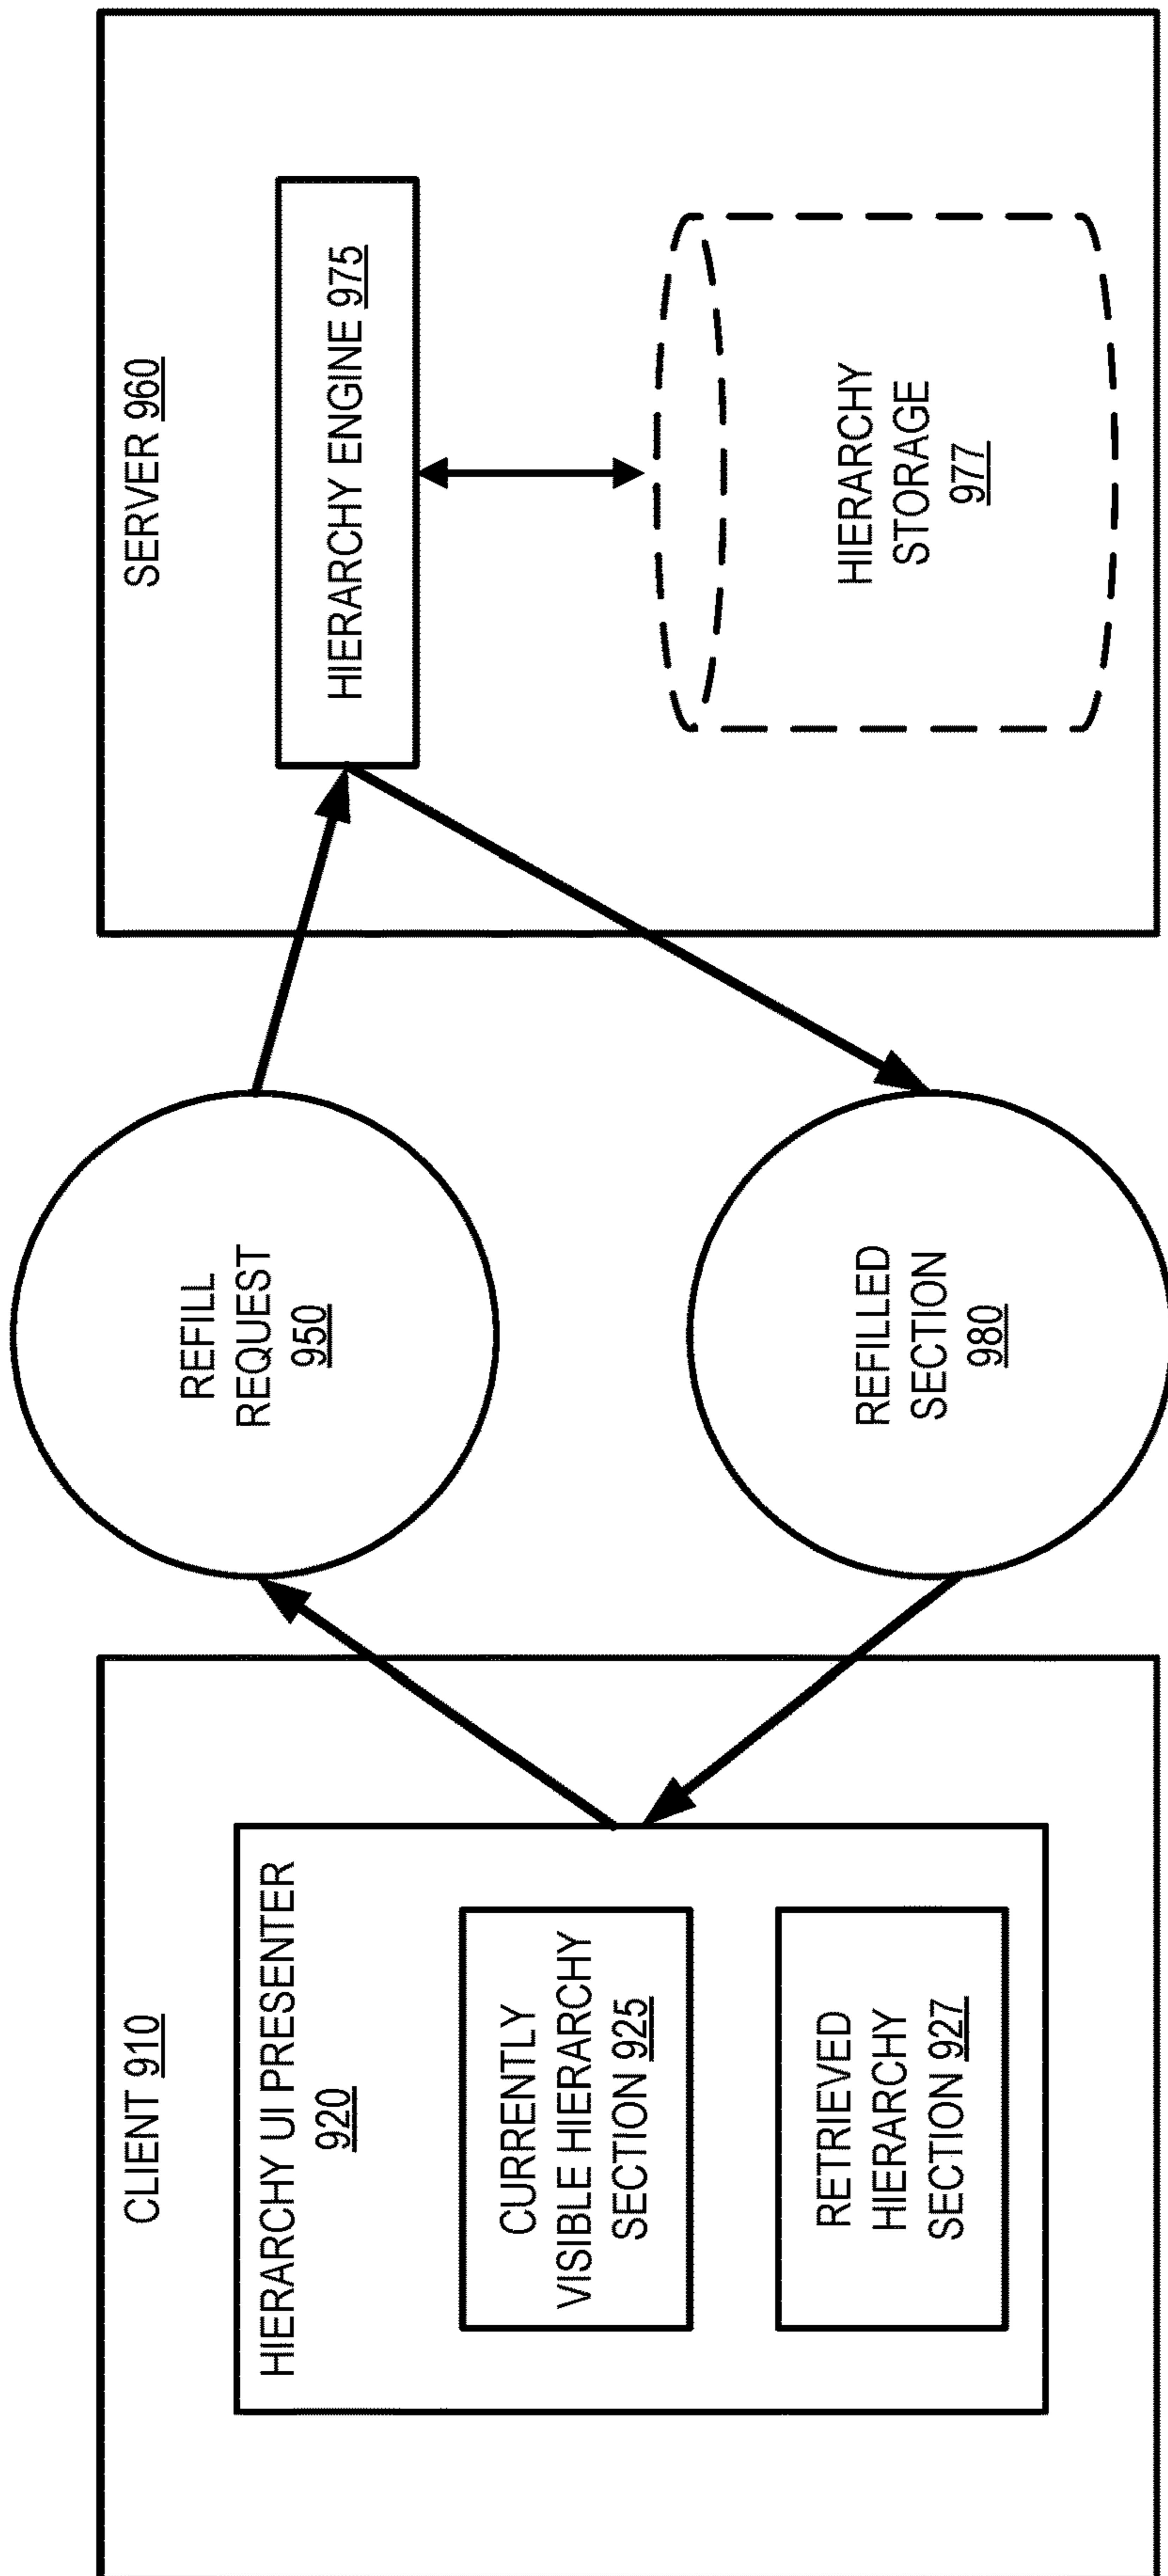 CLIENT 910
HIERARCHY UI PRESENTER
920
CURRENTLY
VISIBLE HIERARCHY
SECTION 925
RETRIEVED
HIERARCHY
SECTION 927
REFILL
REQUEST
950
REFILLED
SECTION
980
SERVER 960
HIERARCHY ENGINE 975
HIERARCHY
STORAGE
977